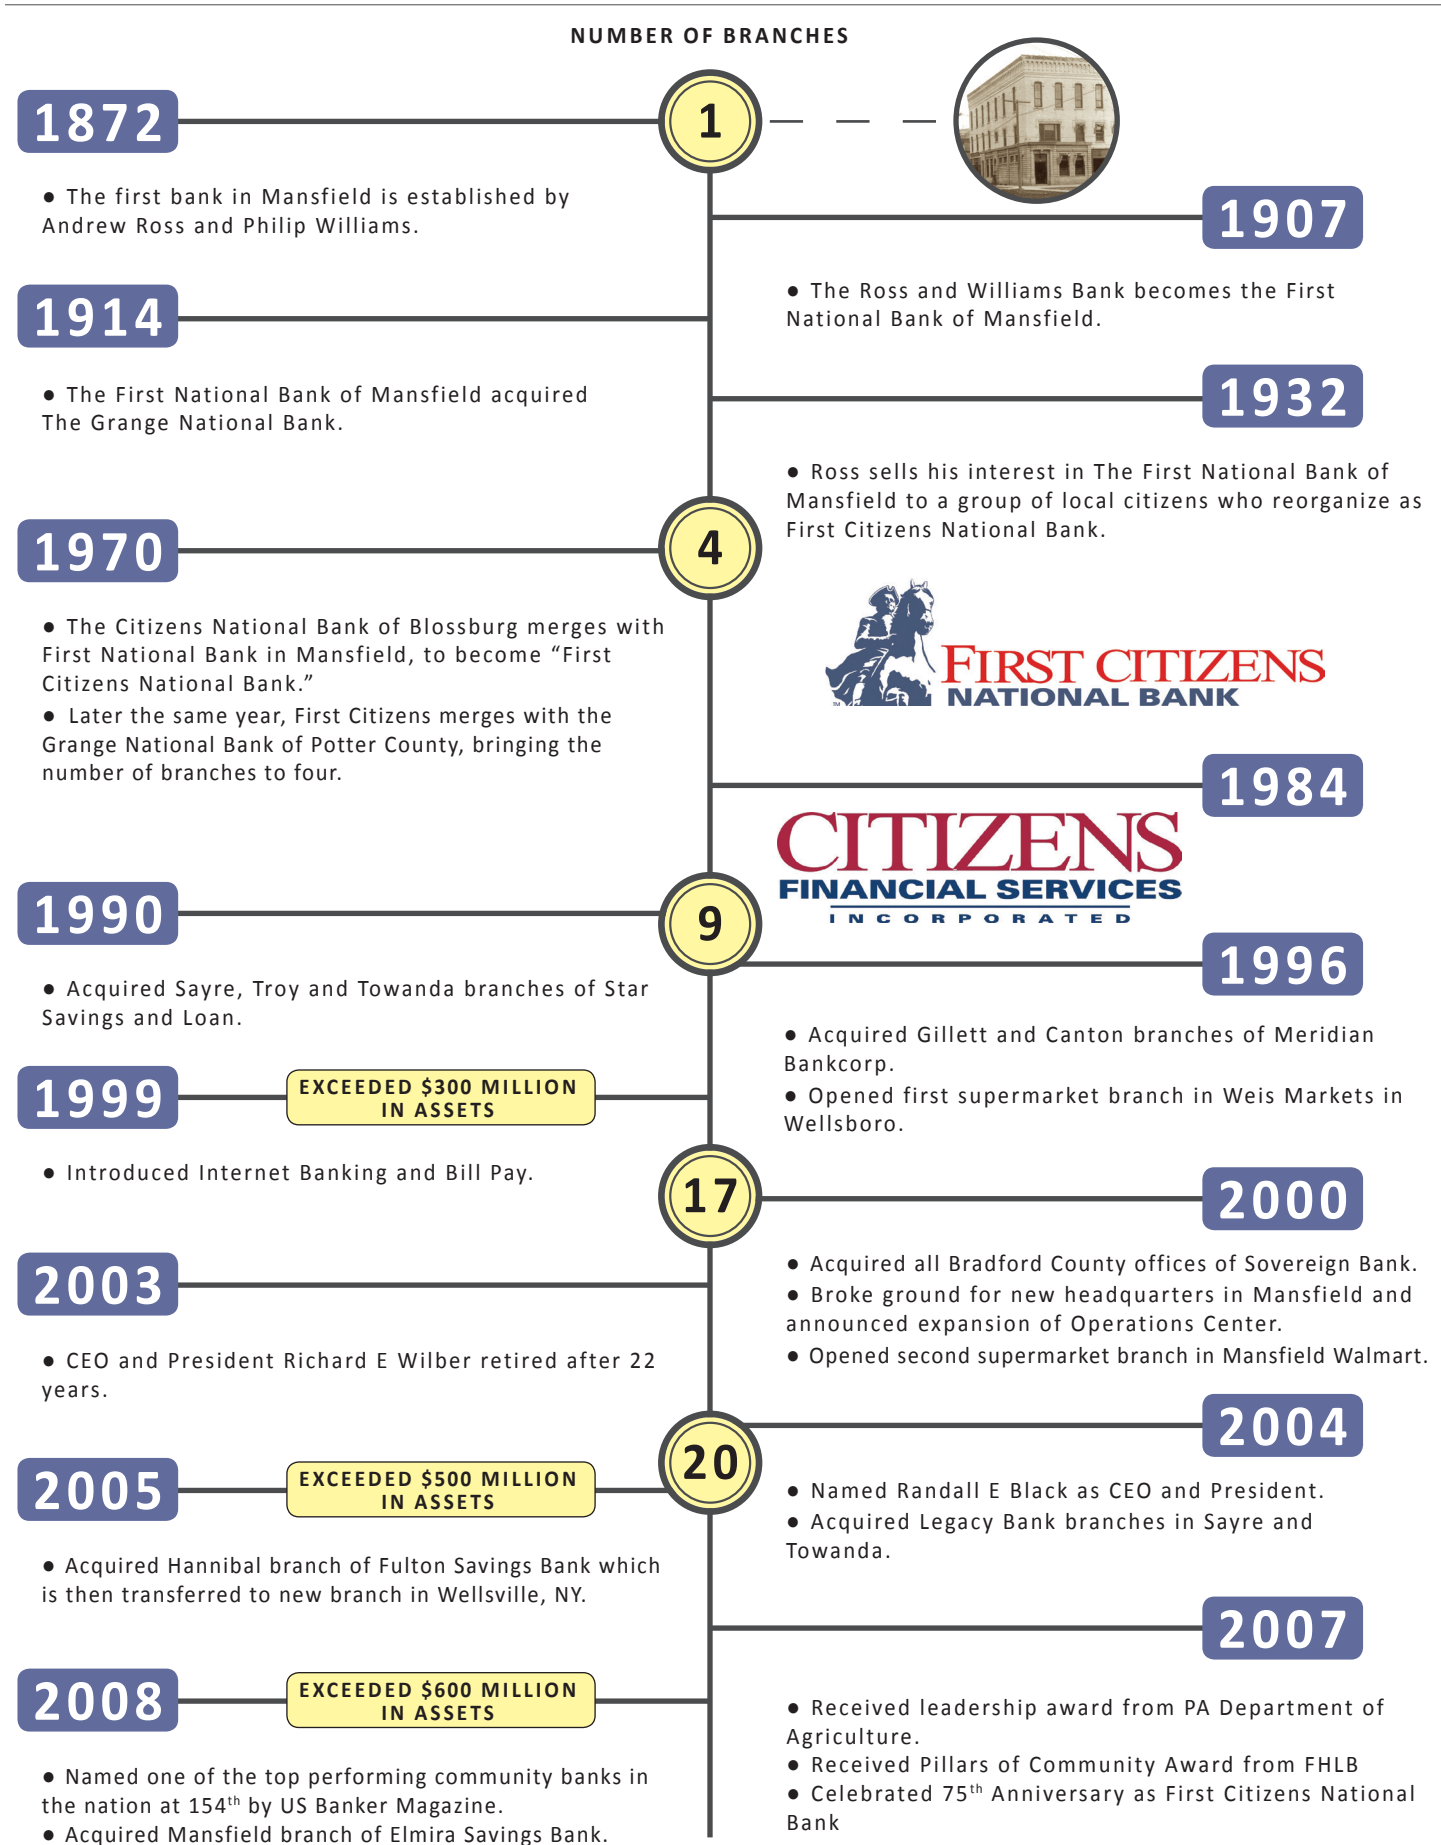 NUMBER OF BRANCHES
1872
1
● The first bank in Mansfield is established by
Andrew Ross and Philip Williams.
1907
● The Ross and Williams Bank becomes the First
National Bank of Mansfield.
1914
● The First National Bank of Mansfield acquired
The Grange National Bank.
1932
● Ross sells his interest in The First National Bank of
Mansfield to a group of local citizens who reorganize as
First Citizens National Bank.
FIRST CITIZENS
NATIONAL BANK
1970
4
● The Citizens National Bank of Blossburg merges with
First National Bank in Mansfield, to become “First
Citizens National Bank.”
● Later the same year, First Citizens merges with the
Grange National Bank of Potter County, bringing the
number of branches to four.
1984
CITIZENS
FINANCIAL SERVICES
INCORPORATED
1990
9
● Acquired Sayre, Troy and Towanda branches of Star
Savings and Loan.
1996
● Acquired Gillett and Canton branches of Meridian
Bankcorp.
● Opened first supermarket branch in Weis Markets in
Wellsboro.
1999
EXCEEDED $300 MILLION
IN ASSETS
● Introduced Internet Banking and Bill Pay.
17
2000
● Acquired all Bradford County offices of Sovereign Bank.
● Broke ground for new headquarters in Mansfield and
announced expansion of Operations Center.
● Opened second supermarket branch in Mansfield Walmart.
2003
● CEO and President Richard E Wilber retired after 22
years.
20
2004
● Named Randall E Black as CEO and President.
● Acquired Legacy Bank branches in Sayre and
Towanda.
2005
EXCEEDED $500 MILLION
IN ASSETS
● Acquired Hannibal branch of Fulton Savings Bank which
is then transferred to new branch in Wellsville, NY.
2007
● Received leadership award from PA Department of
Agriculture.
● Received Pillars of Community Award from FHLB
● Celebrated 75th Anniversary as First Citizens National
Bank
2008
EXCEEDED $600 MILLION
IN ASSETS
● Named one of the top performing community banks in
the nation at 154th by US Banker Magazine.
● Acquired Mansfield branch of Elmira Savings Bank.